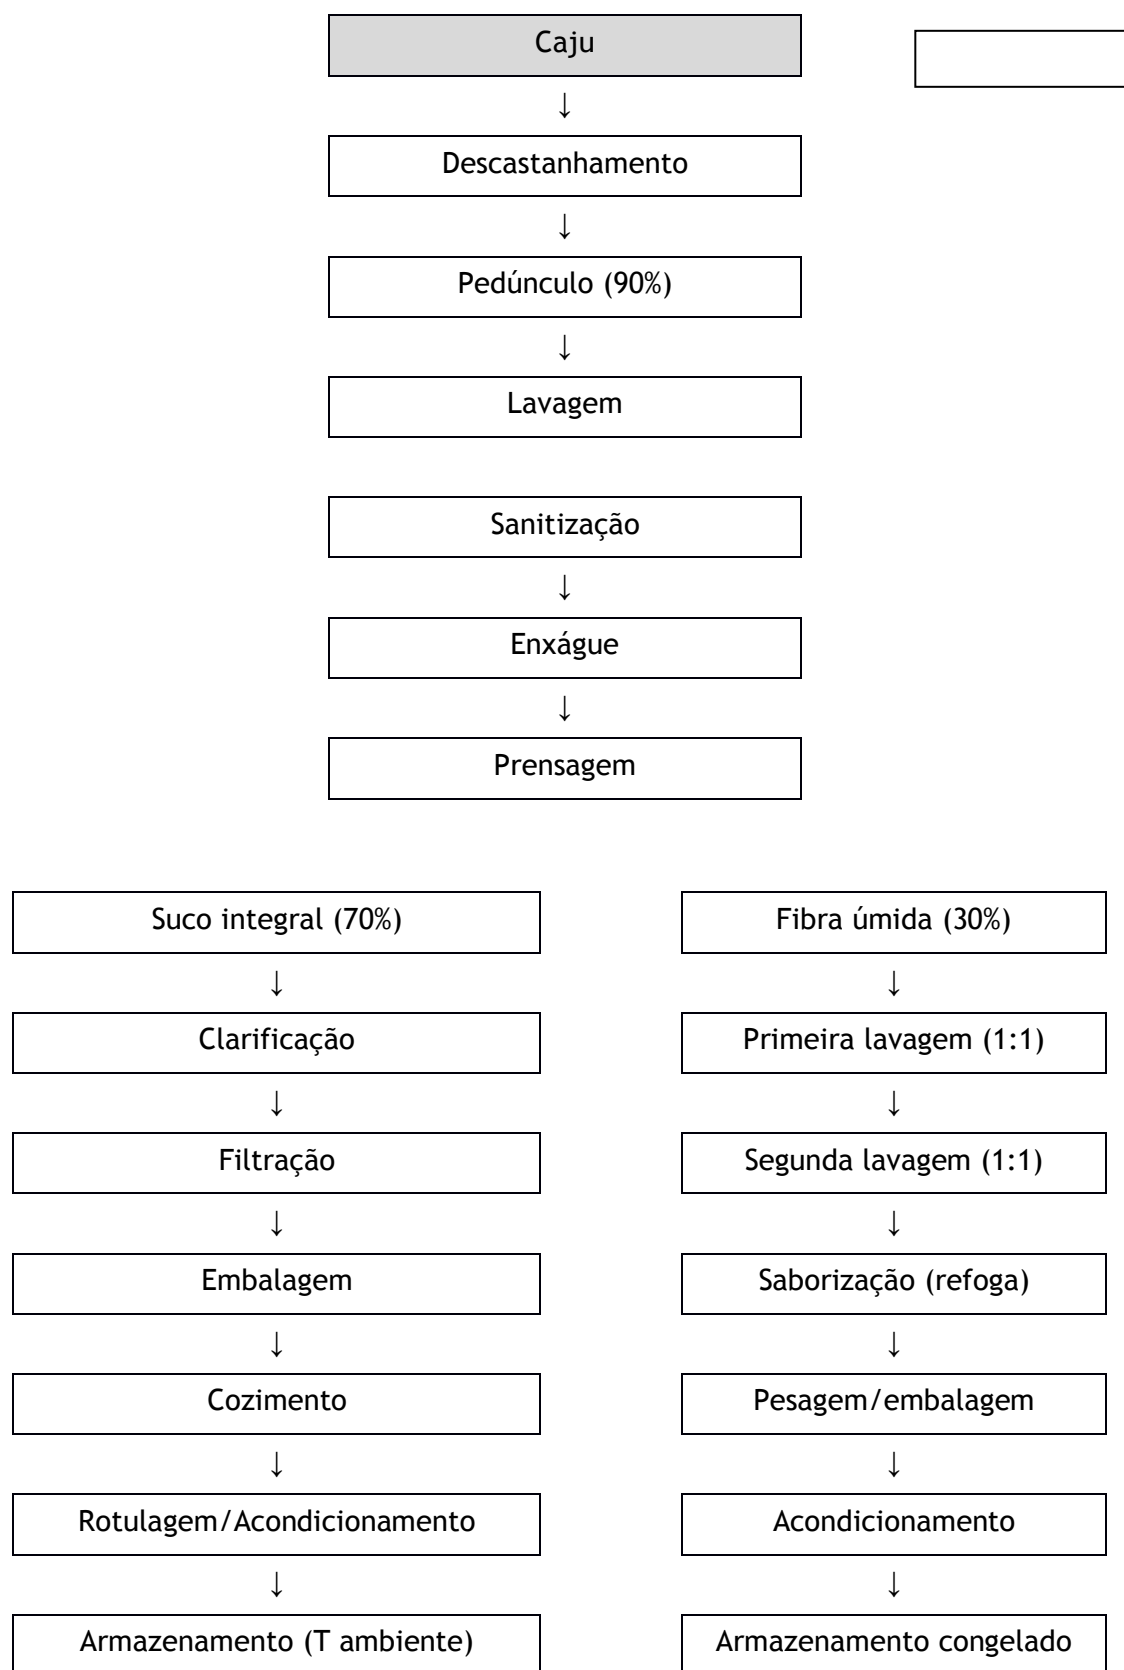 Caju
↓
Descastanhamento
↓
Pedúnculo (90%)
↓
Lavagem
Sanitização
↓
Enxágue
↓
Prensagem
Suco integral (70%)
↓
Clarificação
↓
Filtração
↓
Embalagem
↓
Cozimento
↓
Rotulagem/Acondicionamento
↓
Armazenamento (T ambiente)
Fibra úmida (30%)
↓
Primeira lavagem (1:1)
↓
Segunda lavagem (1:1)
↓
Saborização (refoga)
↓
Pesagem/embalagem
↓
Acondicionamento
↓
Armazenamento congelado